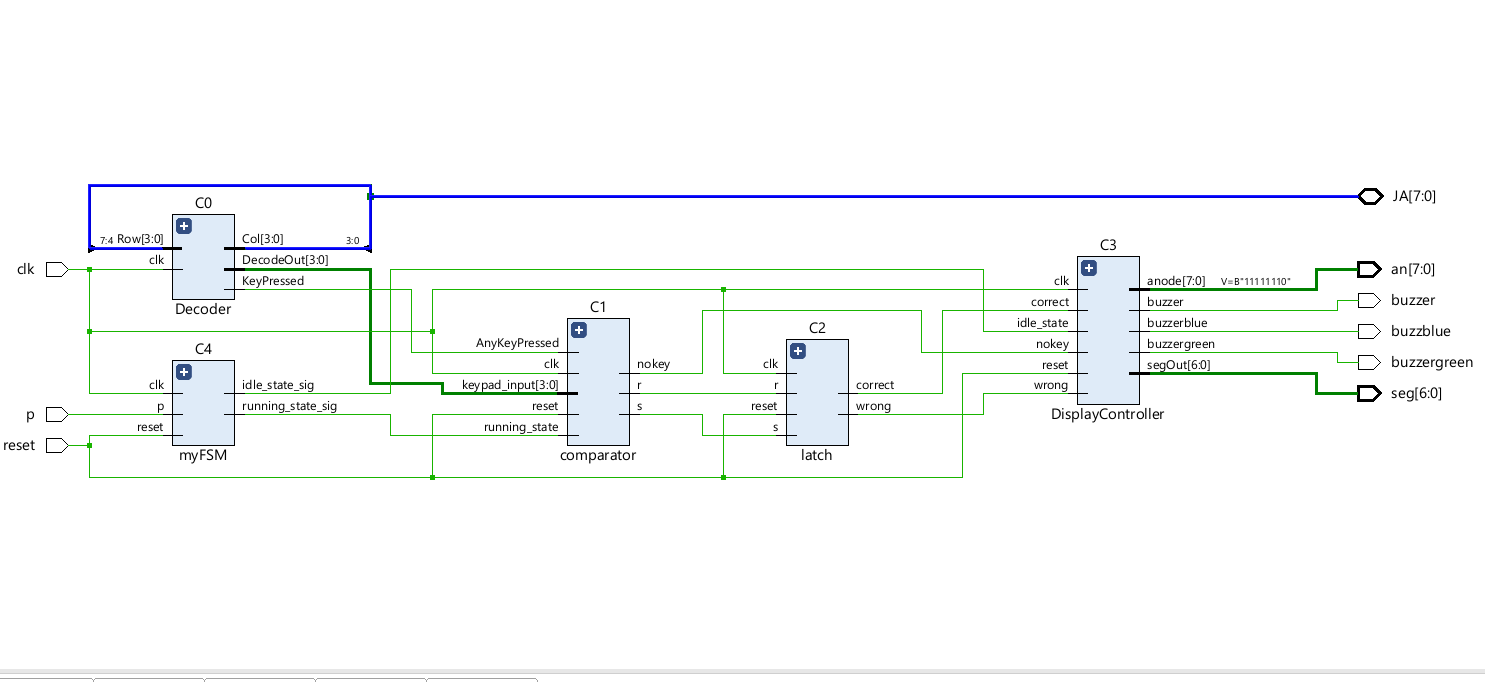 C0
7:4 Row[3:0]
clk
Col[3:0]
3:0
DecodeOut[3:0]
KeyPressed
Decoder
clk
p
reset
C4
clk
p
reset
idle_state_sig
running_state_sig
myFSM
C1
AnyKeyPressed
clk
keypad_input[3:0]
reset
running_state
nokey
r
s
comparator
C2
clk
r
reset
s
correct
wrong
latch
C3
clk
correct
idle_state
nokey
reset
wrong
anode[7:0]
V=B"11111110"
buzzer
buzzerblue
buzzergreen
segOut[6:0]
DisplayController
JA[7:0]
an[7:0]
buzzer
buzzblue
buzzergreen
seg[6:0]